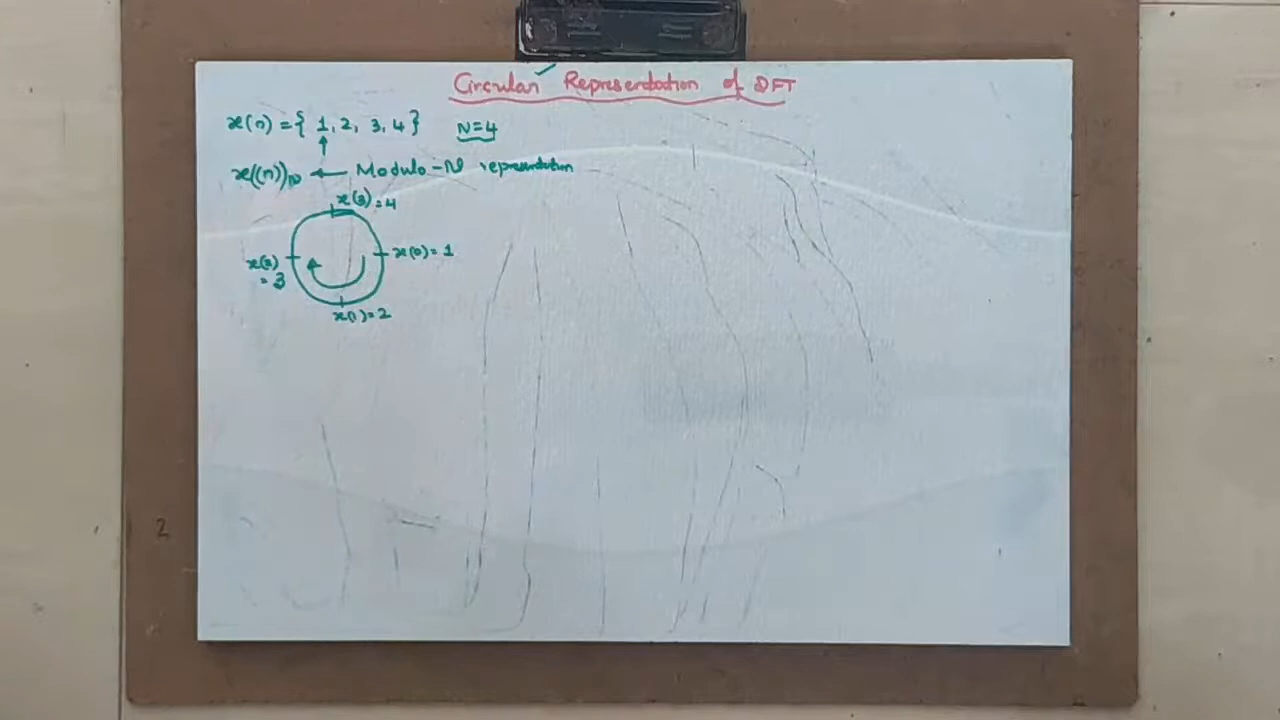 Circular Representation of DFT
x(n) = { 1, 2, 3, 4 } N=4
↑
x((n))N ← Modulo-N representation
x(3) = 4
x(0) = 1
x(2)
= 3
x(1) = 2
2